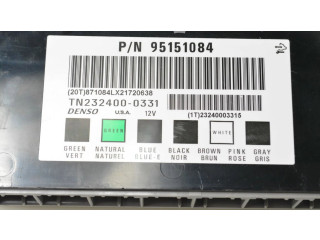 P/N 95151084
(20T)871084LX21720638
TN232400-0331
DENSO U.S.A. 12V
(1T)23240003315
GREEN WHITE
GREEN NATURAL BLUE BLACK BROWN PINK GRAY
VERT NATUREL BLUE-E NOIR BRUN ROSE GRIS